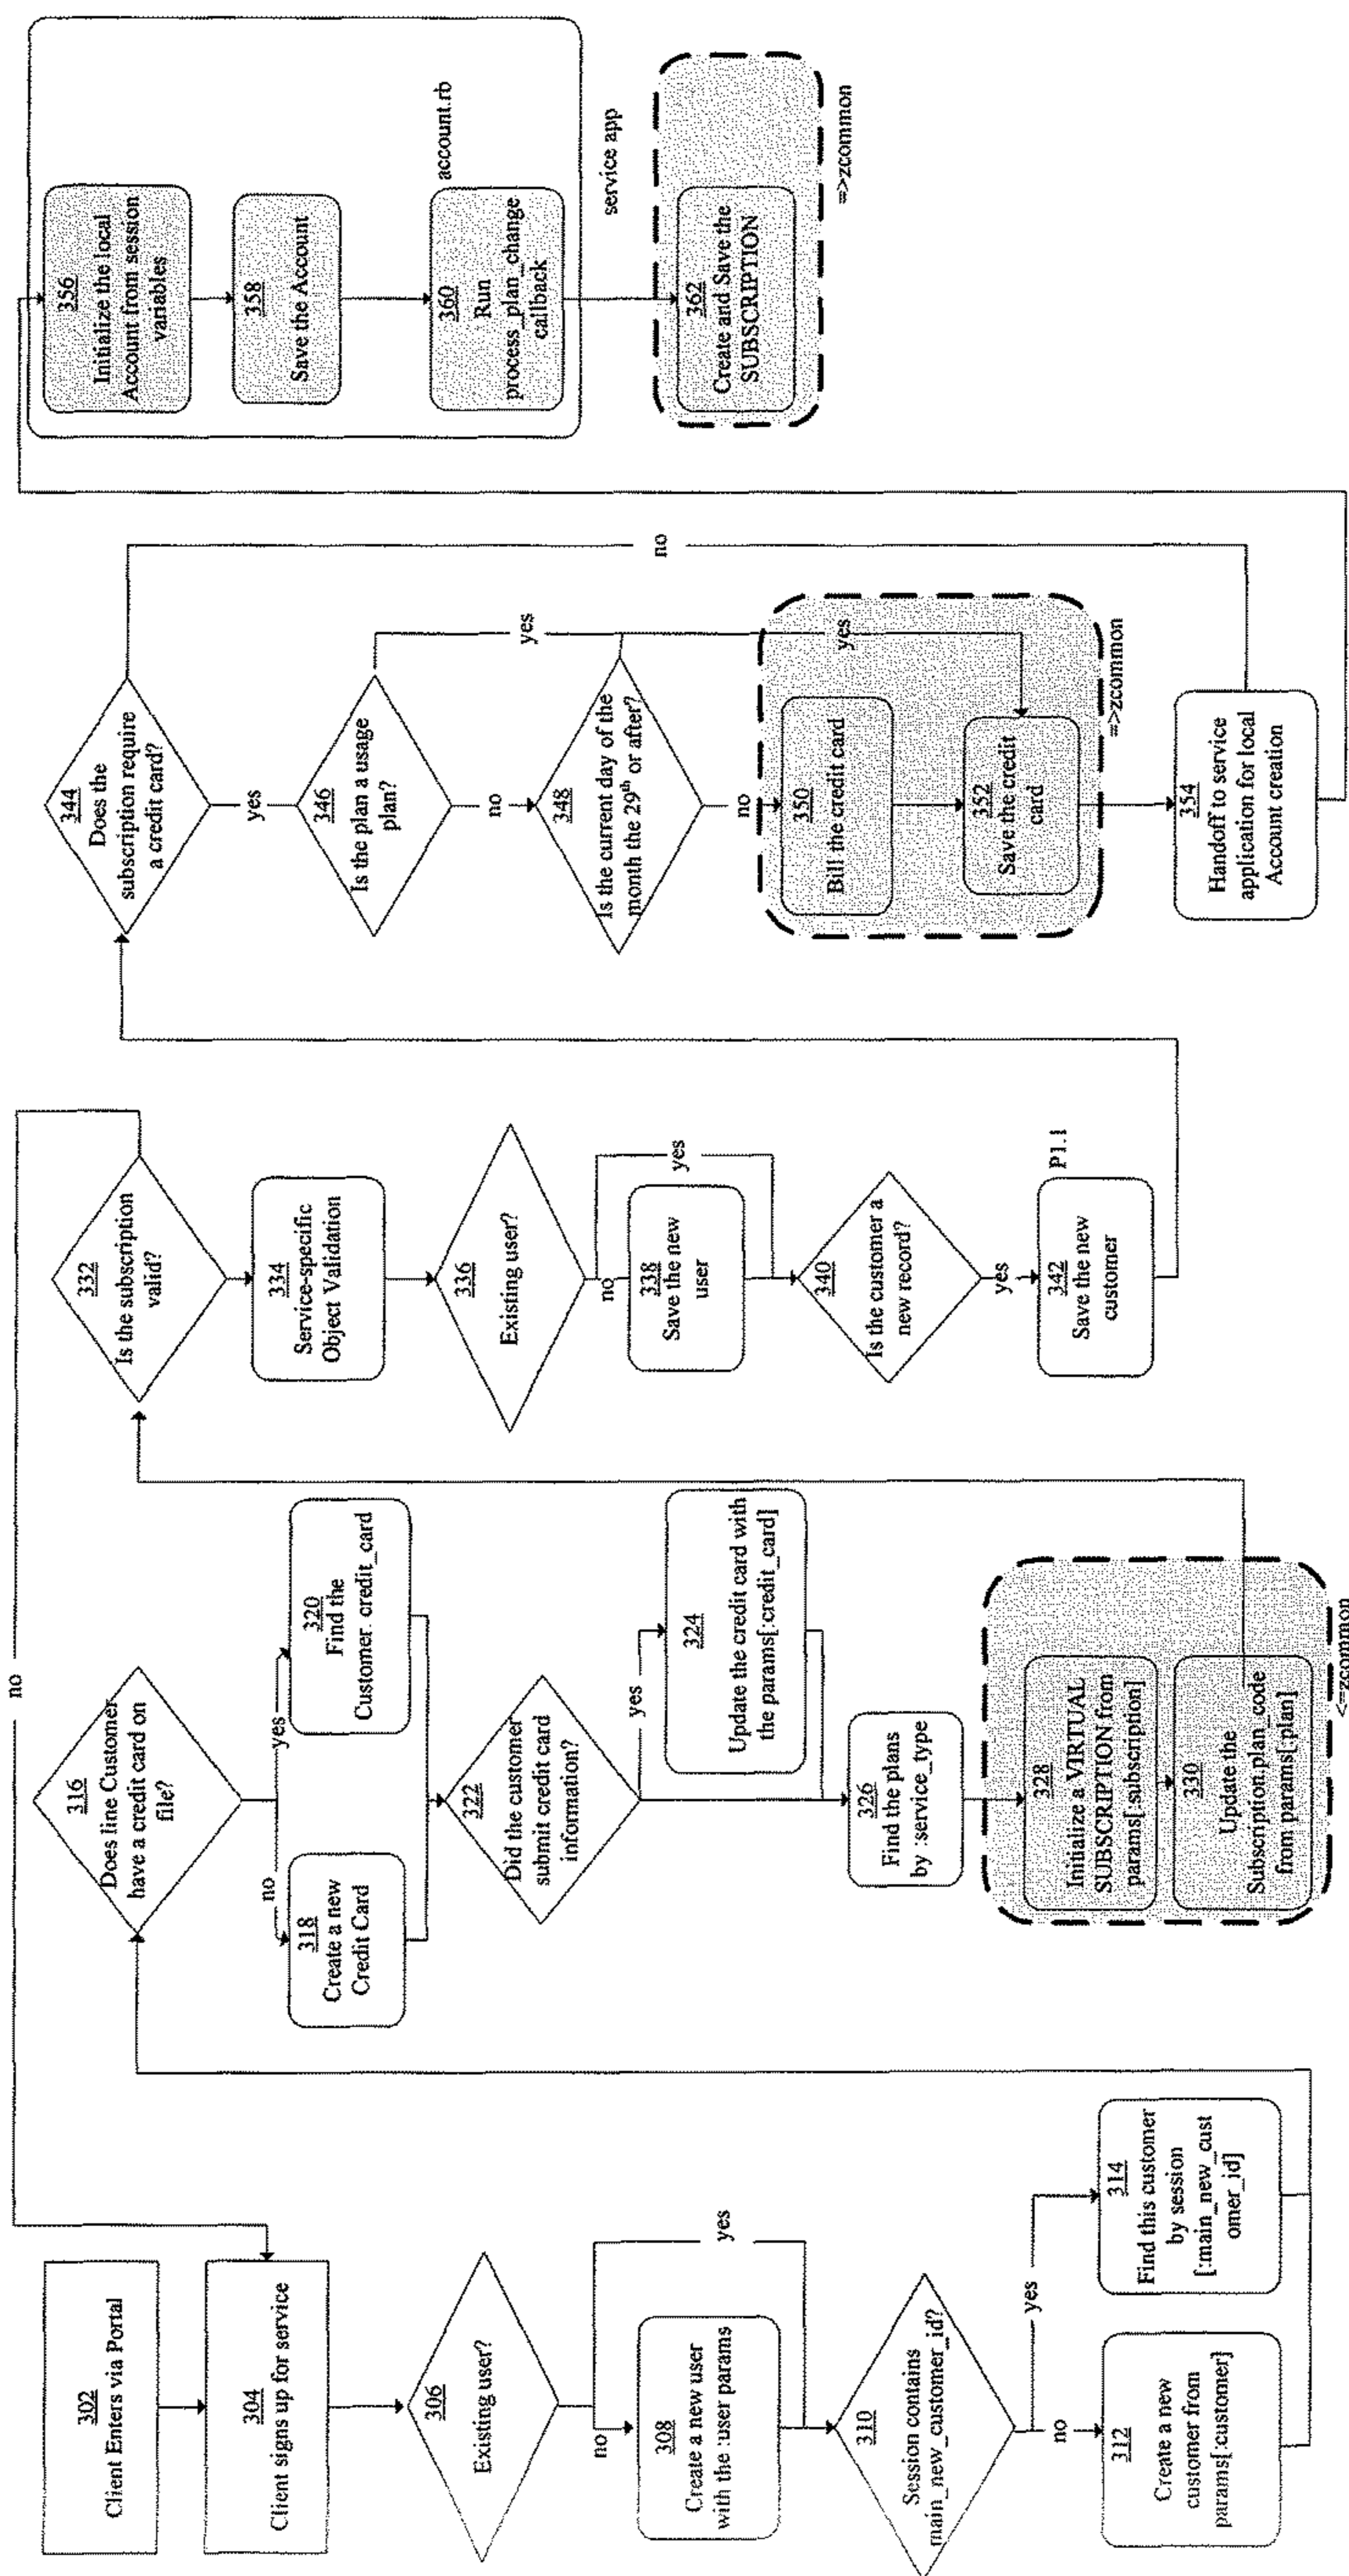 302
Client Enters via Portal
304
Client signs up for service
306
Existing user?
no
yes
308
Create a new user
with the :user params
310
Session contains
main_new_customer_id?
no
yes
312
Create a new
customer from
params[:customer]
314
Find this customer
by session
[:main_new_cust
omer_id]
no
316
Does line Customer
have a credit card on
file?
no
yes
318
Create a new
Credit Card
320
Find the
Customer. credit_card
322
Did the customer
submit credit card
information?
yes
324
Update the credit card with
the params[:credit_card]
326
Find the plans
by :service_type
328
Initialize a VIRTUAL
SUBSCRIPTION from
params[:subscription]
330
Update the
Subscription.plan_code
from params[:plan]
<=zcommon
332
Is the subscription
valid?
334
Service-specific
Object Validation
336
Existing user?
no
yes
338
Save the new
user
340
Is the customer a
new record?
yes
342
Save the new
customer
P1.1
344
Does the
subscription require
a credit card?
yes
no
346
Is the plan a usage
plan?
no
yes
348
Is the current day of the
month the 29th or after?
no
yes
350
Bill the credit card
352
Save the credit
card
=>zcommon
354
Handoff to service
application for local
Account creation
356
Initialize the local
Account from session
variables
358
Save the Account
360
Run
process_plan_change
callback
account.rb
service app
362
Create and Save the
SUBSCRIPTION
=>zcommon